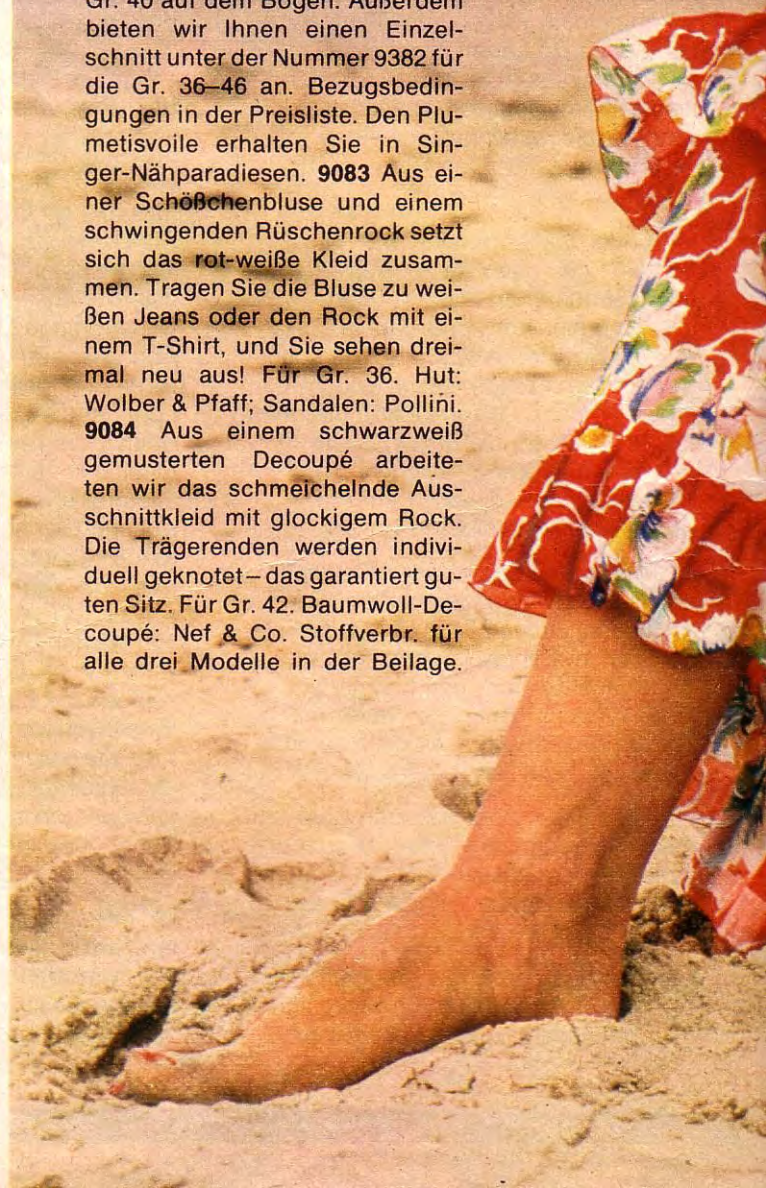 Gr. 40 auf dem Bogen. Außerdem
bieten wir Ihnen einen Einzel-
schnitt unter der Nummer 9382 für
die Gr. 36–46 an. Bezugsbedin-
gungen in der Preisliste. Den Plu-
metisvoile erhalten Sie in Sin-
ger-Nähparadiesen. 9083 Aus ei-
ner Schößchenbluse und einem
schwingenden Rüschenrock setzt
sich das rot-weiße Kleid zusam-
men. Tragen Sie die Bluse zu wei-
ßen Jeans oder den Rock mit ei-
nem T-Shirt, und Sie sehen drei-
mal neu aus! Für Gr. 36. Hut:
Wolber & Pfaff; Sandalen: Pollini.
9084 Aus einem schwarzweiß
gemusterten Decoupé arbeite-
ten wir das schmeichelnde Aus-
schnittkleid mit glockigem Rock.
Die Trägerenden werden indivi-
duell geknotet – das garantiert gu-
ten Sitz. Für Gr. 42. Baumwoll-De-
coupé: Nef & Co. Stoffverbr. für
alle drei Modelle in der Beilage.